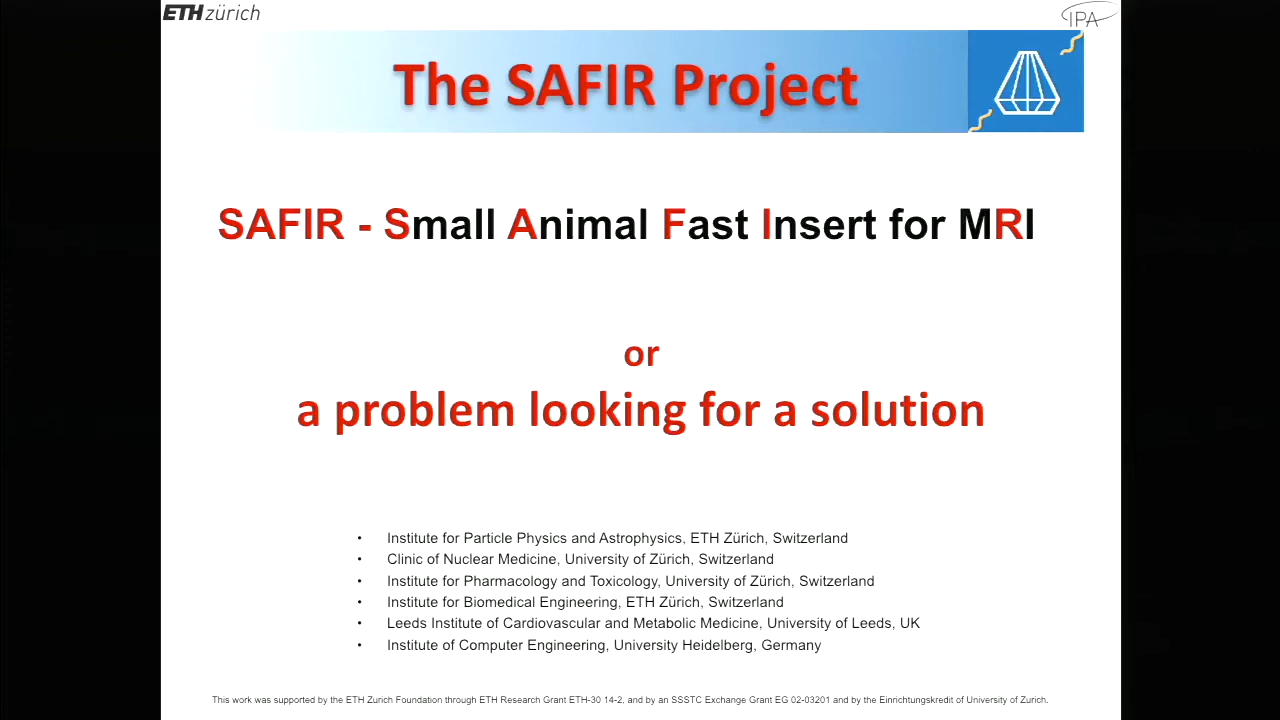 ETH zürich
IPA
The SAFIR Project
SAFIR - Small Animal Fast Insert for MRI
or
a problem looking for a solution
• Institute for Particle Physics and Astrophysics, ETH Zürich, Switzerland
• Clinic of Nuclear Medicine, University of Zürich, Switzerland
• Institute for Pharmacology and Toxicology, University of Zürich, Switzerland
• Institute for Biomedical Engineering, ETH Zürich, Switzerland
• Leeds Institute of Cardiovascular and Metabolic Medicine, University of Leeds, UK
• Institute of Computer Engineering, University Heidelberg, Germany
This work was supported by the ETH Zurich Foundation through ETH Research Grant ETH-30 14-2, and by an SSSTC Exchange Grant EG 02-03201 and by the Einrichtungskredit of University of Zurich.